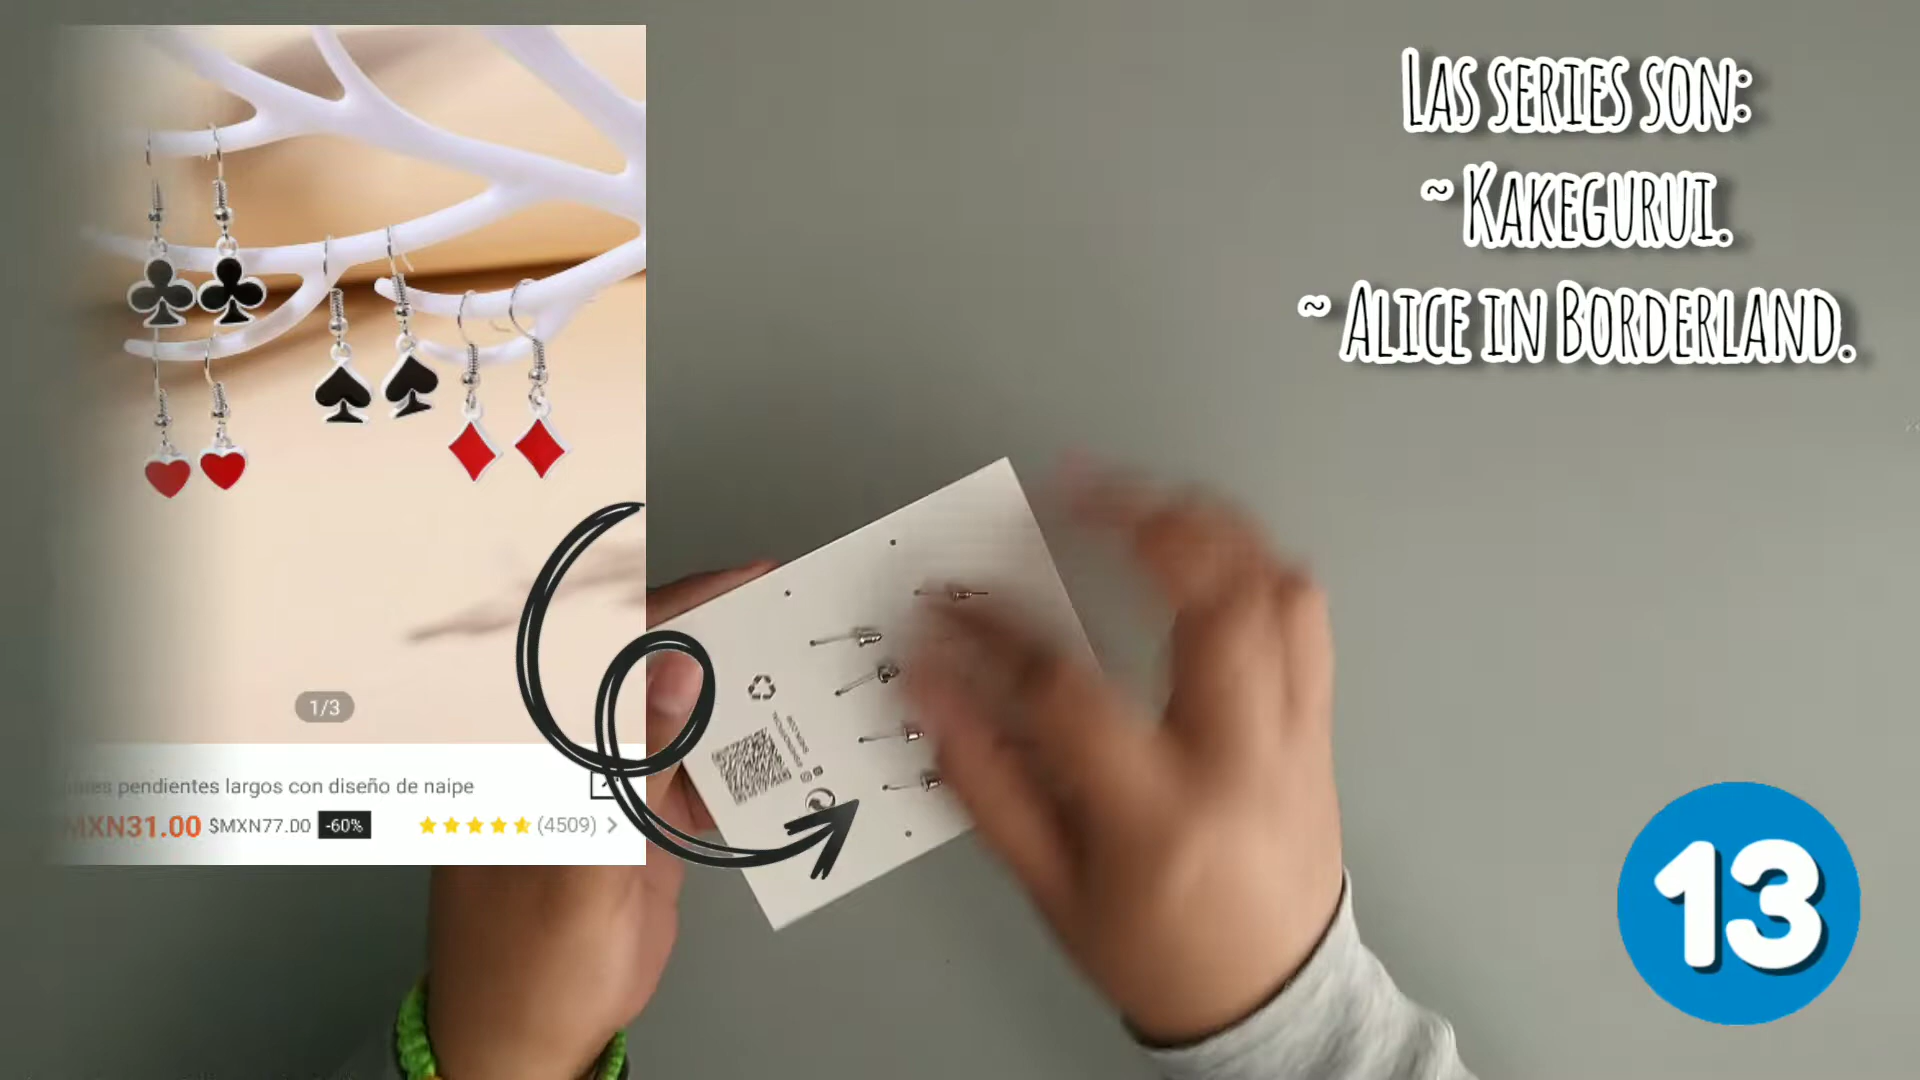 Las series son:
~ Kakegurui.
~ Alice in Borderland.
1/3
pendientes largos con diseño de naipe
MXN31.00 $MXN77.00 -60% (4509)
13